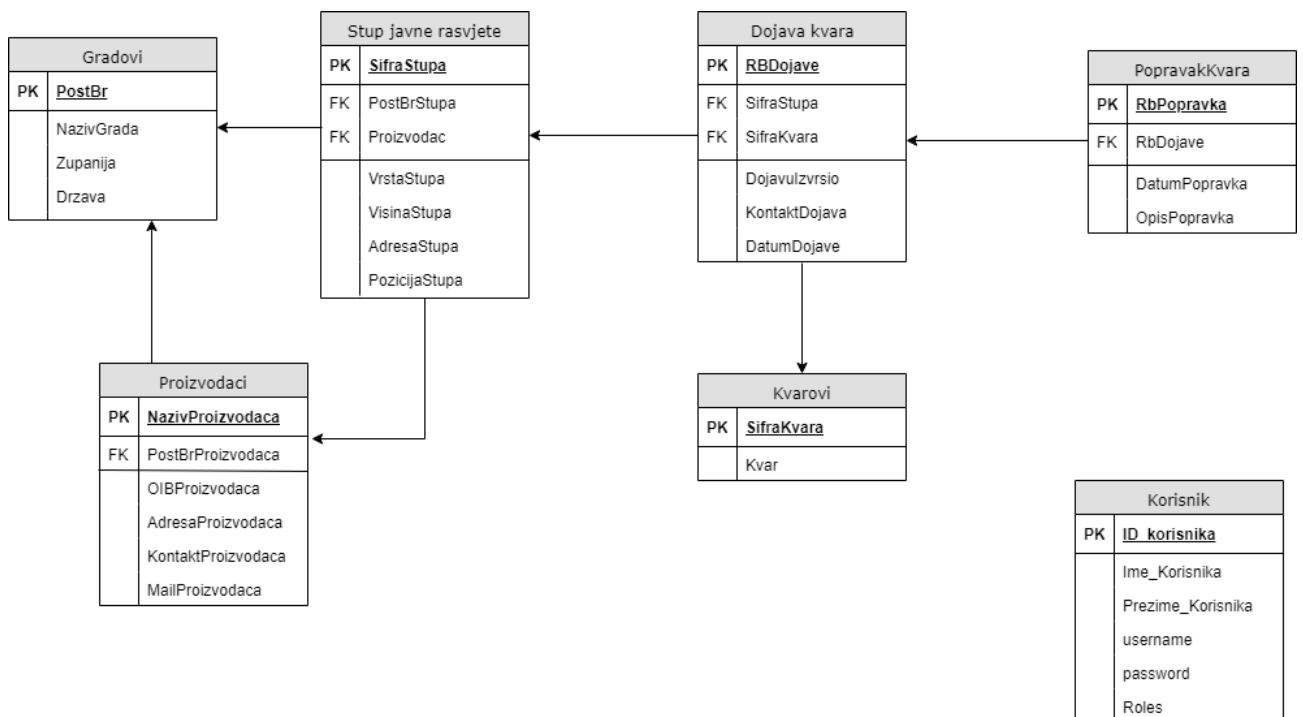 Gradovi
PK PostBr
NazivGrada
Zupanija
Drzava
Stup javne rasvjete
PK SifraStupa
FK PostBrStupa
FK Proizvodac
VrstaStupa
VisinaStupa
AdresaStupa
PozicijaStupa
Dojava kvara
PK RBDojave
FK SifraStupa
FK SifraKvara
DojavuIzvrsio
KontaktDojava
DatumDojave
PopravakKvara
PK RbPopravka
FK RbDojave
DatumPopravka
OpisPopravka
Proizvodaci
PK NazivProizvodaca
FK PostBrProizvodaca
OIBProizvodaca
AdresaProizvodaca
KontaktProizvodaca
MailProizvodaca
Kvarovi
PK SifraKvara
Kvar
Korisnik
PK ID_korisnika
Ime_Korisnika
Prezime_Korisnika
username
password
Roles